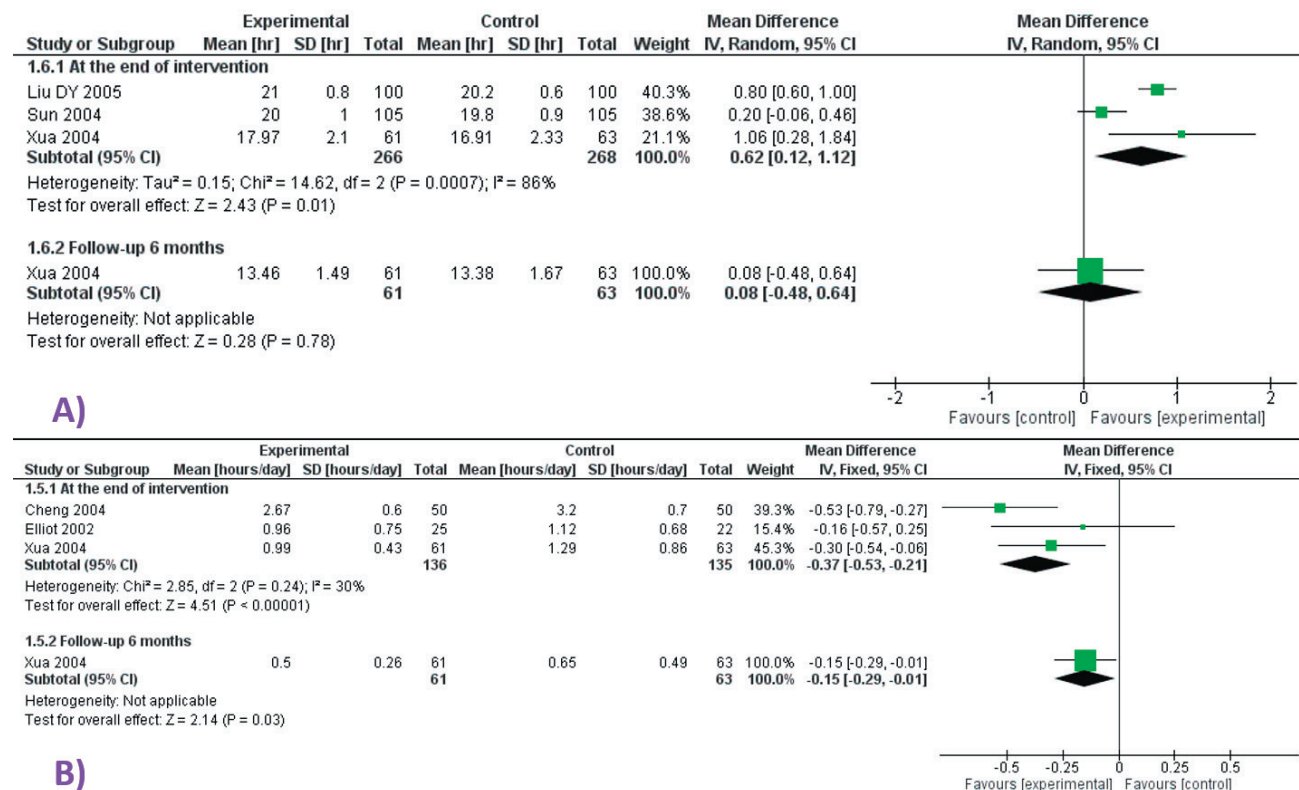 Experimental Control Mean Difference Mean Difference
Study or Subgroup Mean [hr] SD [hr] Total Mean [hr] SD [hr] Total Weight IV, Random, 95% CI IV, Random, 95% CI
1.6.1 At the end of intervention
Liu DY 2005 21 0.8 100 20.2 0.6 100 40.3% 0.80 [0.60, 1.00]
Sun 2004 20 1 105 19.8 0.9 105 38.6% 0.20 [-0.06, 0.46]
Xua 2004 17.97 2.1 61 16.91 2.33 63 21.1% 1.06 [0.28, 1.84]
Subtotal (95% CI) 266 268 100.0% 0.62 [0.12, 1.12]
Heterogeneity: Tau² = 0.15; Chi² = 14.62, df = 2 (P = 0.0007); I² = 86%
Test for overall effect: Z = 2.43 (P = 0.01)
1.6.2 Follow-up 6 months
Xua 2004 13.46 1.49 61 13.38 1.67 63 100.0% 0.08 [-0.48, 0.64]
Subtotal (95% CI) 61 63 100.0% 0.08 [-0.48, 0.64]
Heterogeneity: Not applicable
Test for overall effect: Z = 0.28 (P = 0.78)
-2 -1 0 1 2
Favours [control] Favours [experimental]
A)
Experimental Control Mean Difference Mean Difference
Study or Subgroup Mean [hours/day] SD [hours/day] Total Mean [hours/day] SD [hours/day] Total Weight IV, Fixed, 95% CI IV, Fixed, 95% CI
1.5.1 At the end of intervention
Cheng 2004 2.67 0.6 50 3.2 0.7 50 39.3% -0.53 [-0.79, -0.27]
Elliot 2002 0.96 0.75 25 1.12 0.68 22 15.4% -0.16 [-0.57, 0.25]
Xua 2004 0.99 0.43 61 1.29 0.86 63 45.3% -0.30 [-0.54, -0.06]
Subtotal (95% CI) 136 135 100.0% -0.37 [-0.53, -0.21]
Heterogeneity: Chi² = 2.85, df = 2 (P = 0.24); I² = 30%
Test for overall effect: Z = 4.51 (P < 0.00001)
1.5.2 Follow-up 6 months
Xua 2004 0.5 0.26 61 0.65 0.49 63 100.0% -0.15 [-0.29, -0.01]
Subtotal (95% CI) 61 63 100.0% -0.15 [-0.29, -0.01]
Heterogeneity: Not applicable
Test for overall effect: Z = 2.14 (P = 0.03)
-0.5 -0.25 0 0.25 0.5
Favours [experimental] Favours [control]
B)